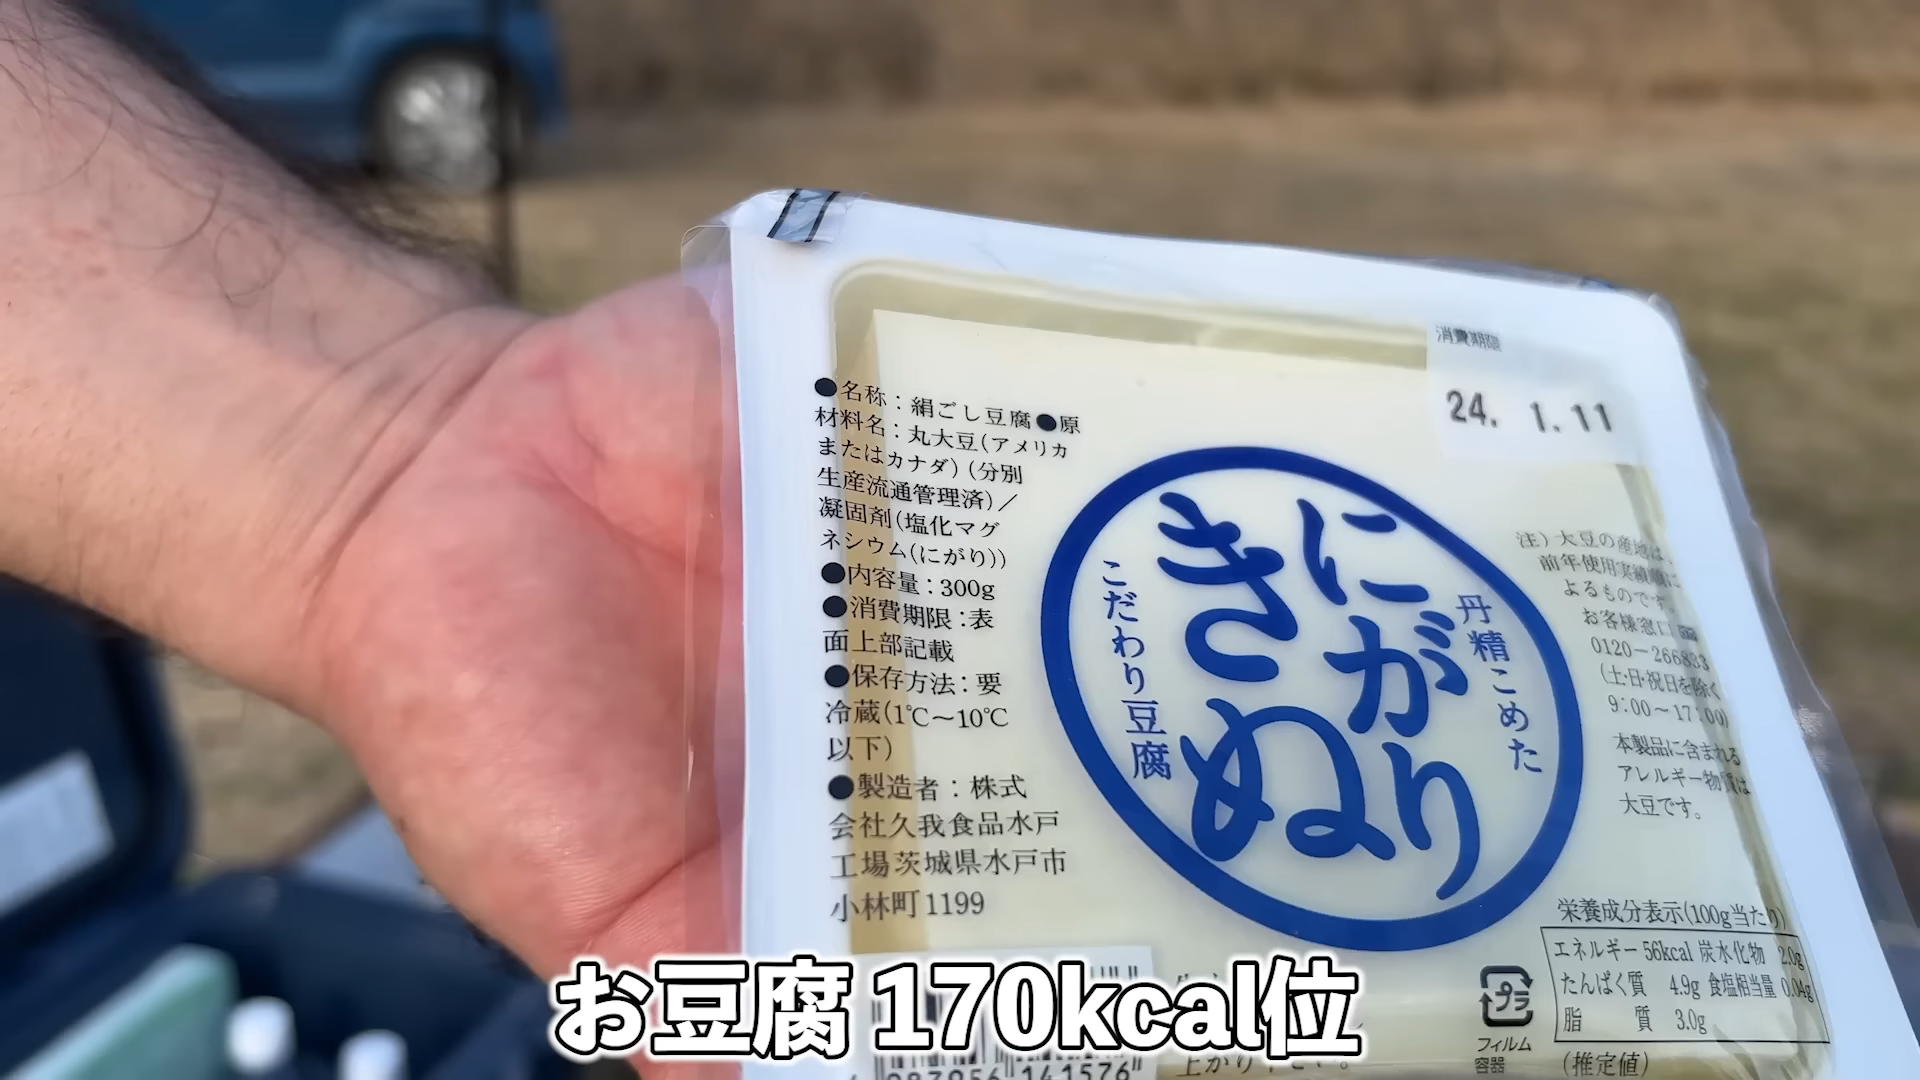 消費期限
24. 1.11
●名称：絹ごし豆腐●原
材料名：丸大豆(アメリカ
またはカナダ)(分別
生産流通管理済)／
凝固剤(塩化マグ
ネシウム(にがり))
●内容量：300g
●消費期限：表
面上部記載
●保存方法：要
冷蔵(1℃～10℃
以下)
●製造者：株式
会社久我食品水戸
工場茨城県水戸市
小林町1199
丹精こめた
にがり
きぬ
こだわり豆腐
注）大豆の産地は、
前年使用実績順に
よるものです。
お客様窓口
0120-266833
(土・日・祝日を除く
9:00～17:00)
本製品に含まれる
アレルギー物質は
大豆です。
栄養成分表示(100g当たり)
エネルギー 56kcal 炭水化物 2.0g
たんぱく質 4.9g 食塩相当量 0.04g
脂質 3.0g
(推定値)
プラ
フィルム
容器
お豆腐 170kcal位